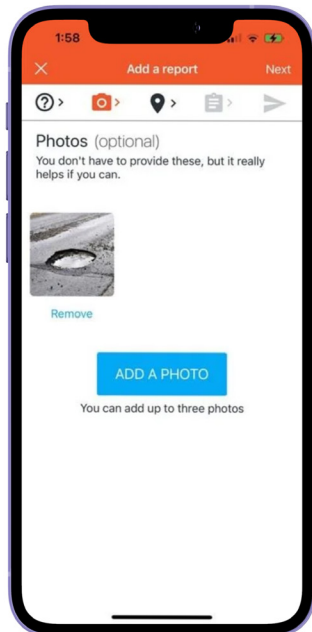 1:58
Add a report
Next
Photos (optional)
You don't have to provide these, but it really
helps if you can.
Remove
ADD A PHOTO
You can add up to three photos